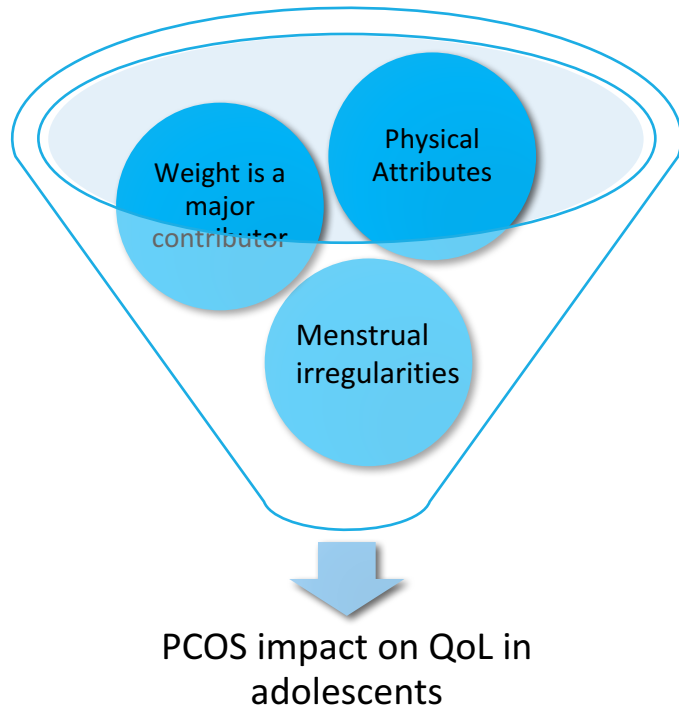 Physical
Attributes
Weight is a
major
contributor
Menstrual
irregularities
PCOS impact on QoL in
adolescents